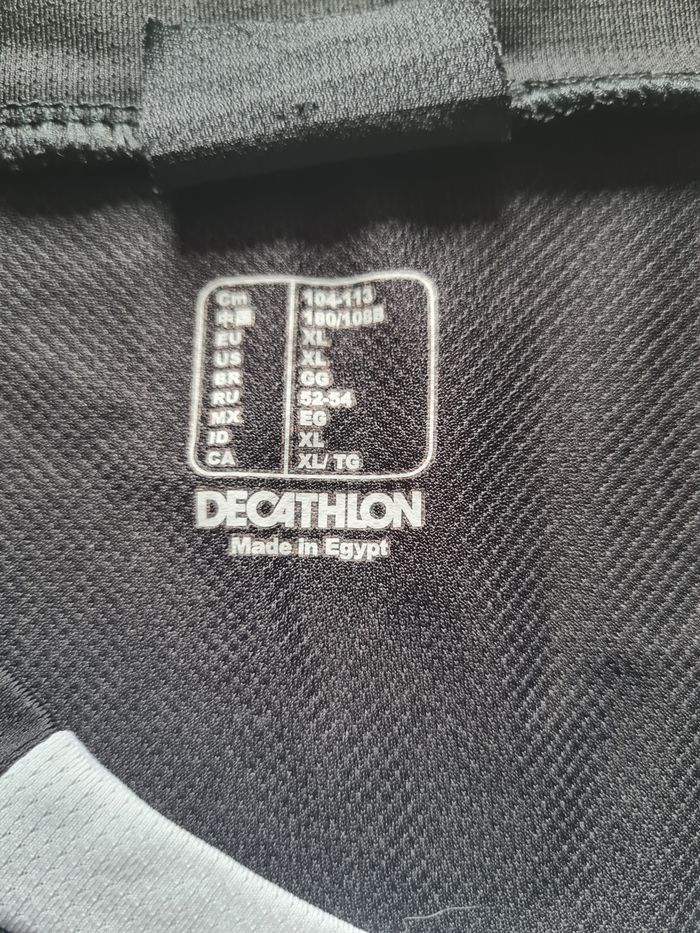 Cm 104-113
中国 180/108B
EU XL
US XL
BR GG
RU 52-54
MX EG
ID XL
CA XL/ TG
DECATHLON
Made in Egypt